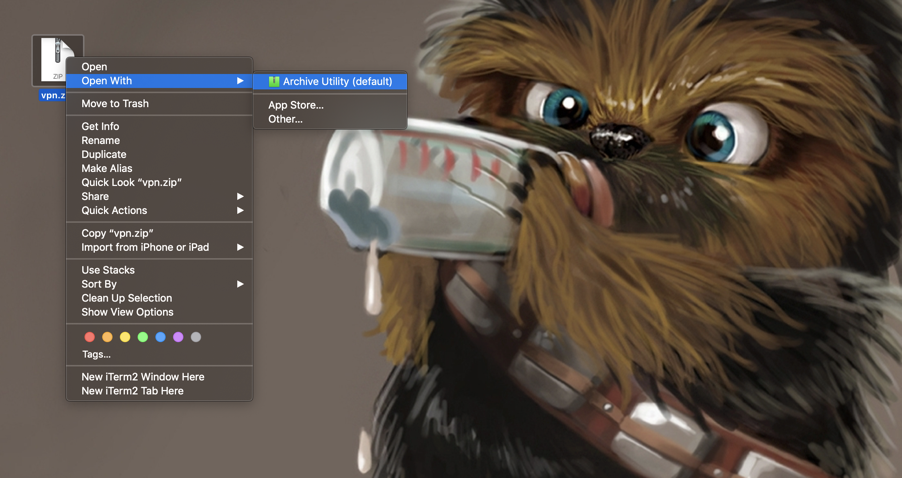 ZIP
vpn.z
Open
Open With
Archive Utility (default)
App Store...
Other...
Move to Trash
Get Info
Rename
Duplicate
Make Alias
Quick Look “vpn.zip”
Share
Quick Actions
Copy “vpn.zip”
Import from iPhone or iPad
Use Stacks
Sort By
Clean Up Selection
Show View Options
Tags...
New iTerm2 Window Here
New iTerm2 Tab Here